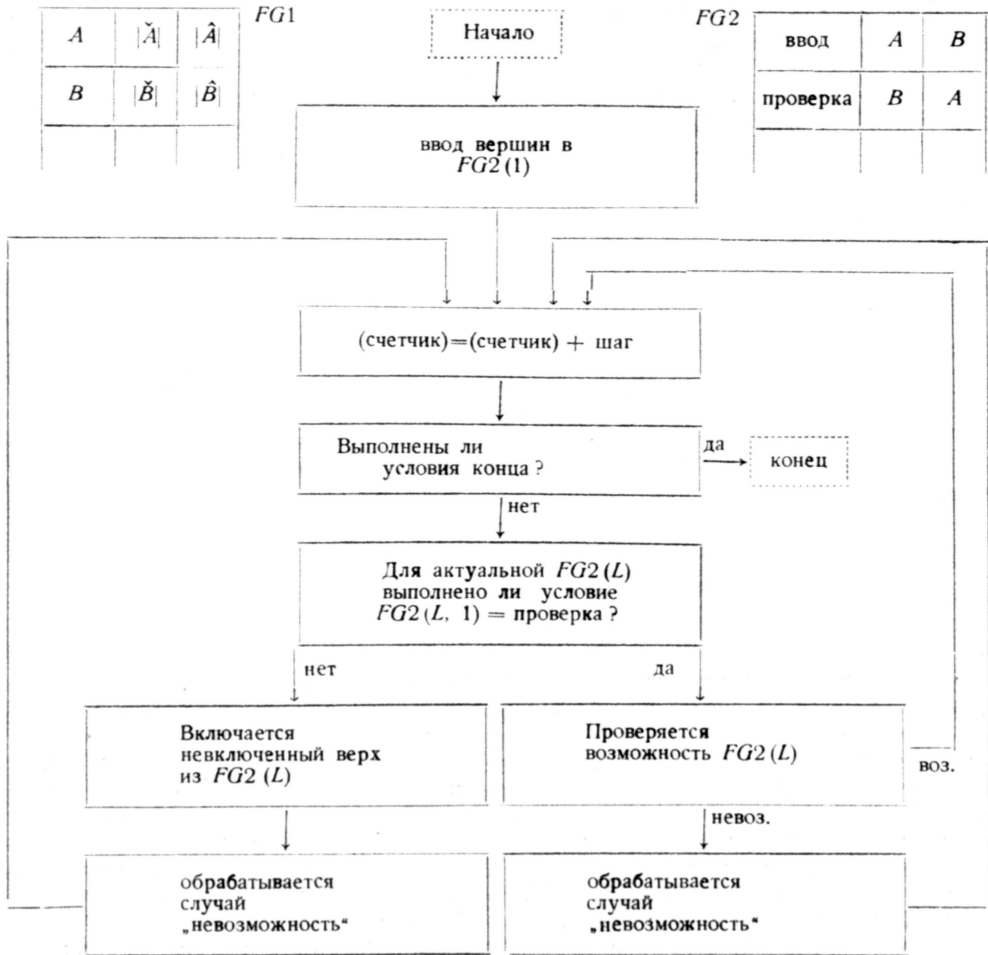 FG1
A |Ǎ| |Â|
B |B̌| |B̂|
Начало
FG2
ввод A B
проверка B A
ввод вершин в
FG2(1)
(счетчик)=(счетчик) + шаг
Выполнены ли
условия конца?
да
конец
нет
Для актуальной FG2(L)
выполнено ли условие
FG2(L, 1) = проверка?
нет
да
Включается
невключенный верх
из FG2(L)
Проверяется
возможность FG2(L)
воз.
невоз.
обрабатывается
случай
„невозможность“
обрабатывается
случай
„невозможность“